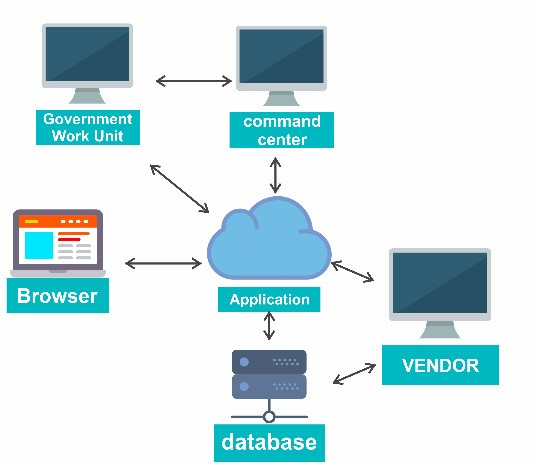 Government
Work Unit
command
center
Browser
Application
VENDOR
database